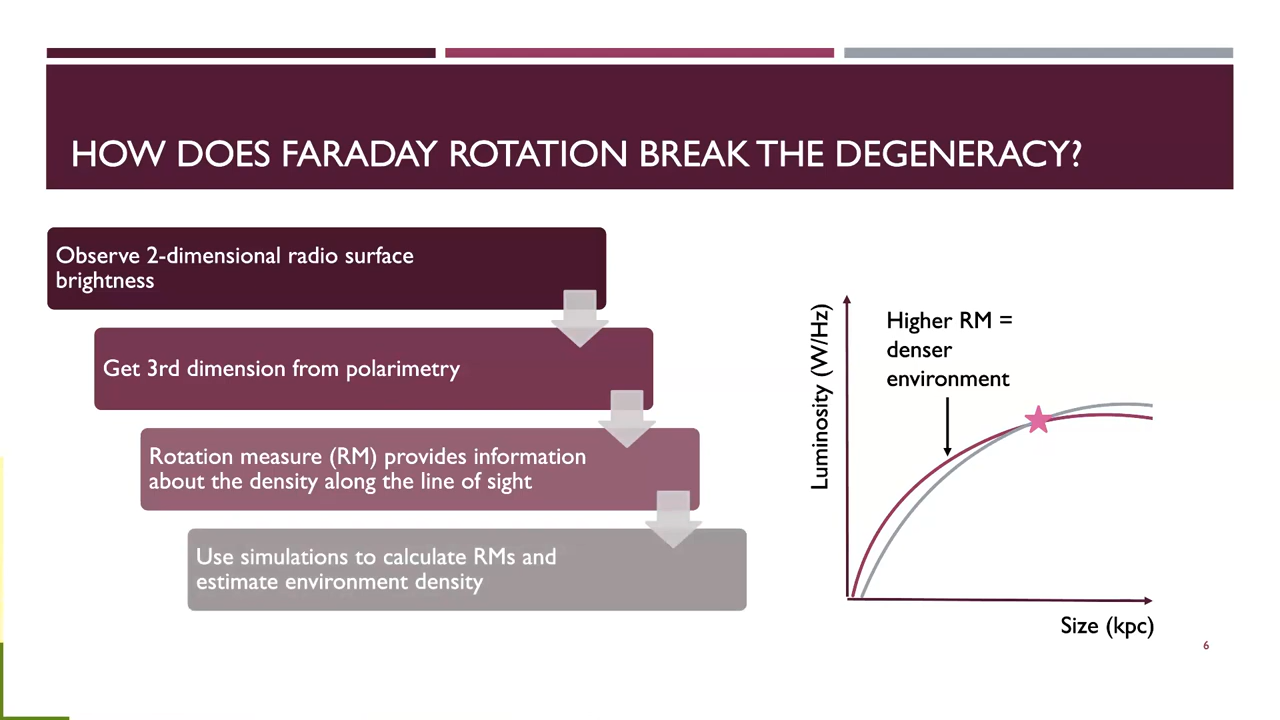 HOW DOES FARADAY ROTATION BREAK THE DEGENERACY?
Observe 2-dimensional radio surface
brightness
Get 3rd dimension from polarimetry
Rotation measure (RM) provides information
about the density along the line of sight
Use simulations to calculate RMs and
estimate environment density
Luminosity (W/Hz)
Higher RM =
denser
environment
Size (kpc)
6